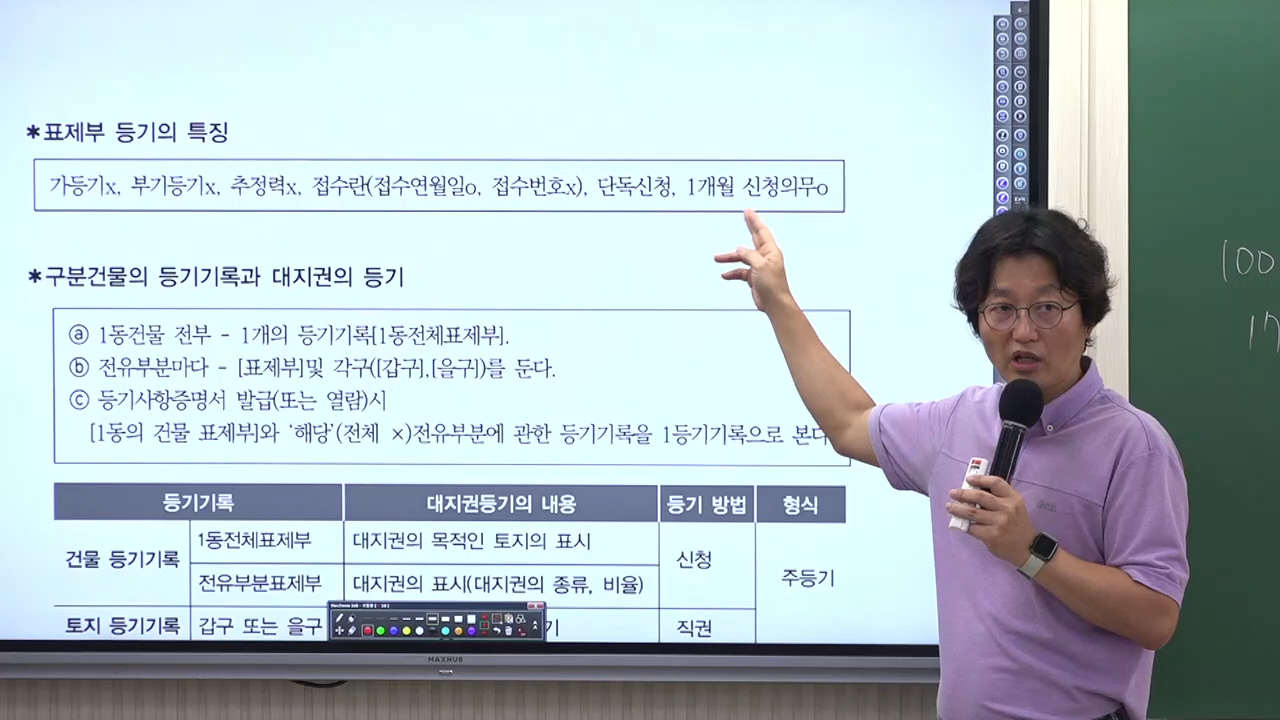 *표제부 등기의 특징
가등기x, 부기등기x, 추정력x, 접수란(접수연월일o, 접수번호x), 단독신청, 1개월 신청의무o
*구분건물의 등기기록과 대지권의 등기
ⓐ 1동건물 전부 - 1개의 등기기록[1동전체표제부].
ⓑ 전유부분마다 - [표제부]및 각구([갑구],[을구])를 둔다.
ⓒ 등기사항증명서 발급(또는 열람)시
[1동의 건물 표제부]와 '해당'(전체 ×)전유부분에 관한 등기기록을 1등기기록으로 본다
등기기록 대지권등기의 내용 등기 방법 형식
건물 등기기록 1동전체표제부 대지권의 목적인 토지의 표시 신청 주등기
전유부분표제부 대지권의 표시(대지권의 종류, 비율)
토지 등기기록 갑구 또는 을구 기 직권
MAXHUB
100
17